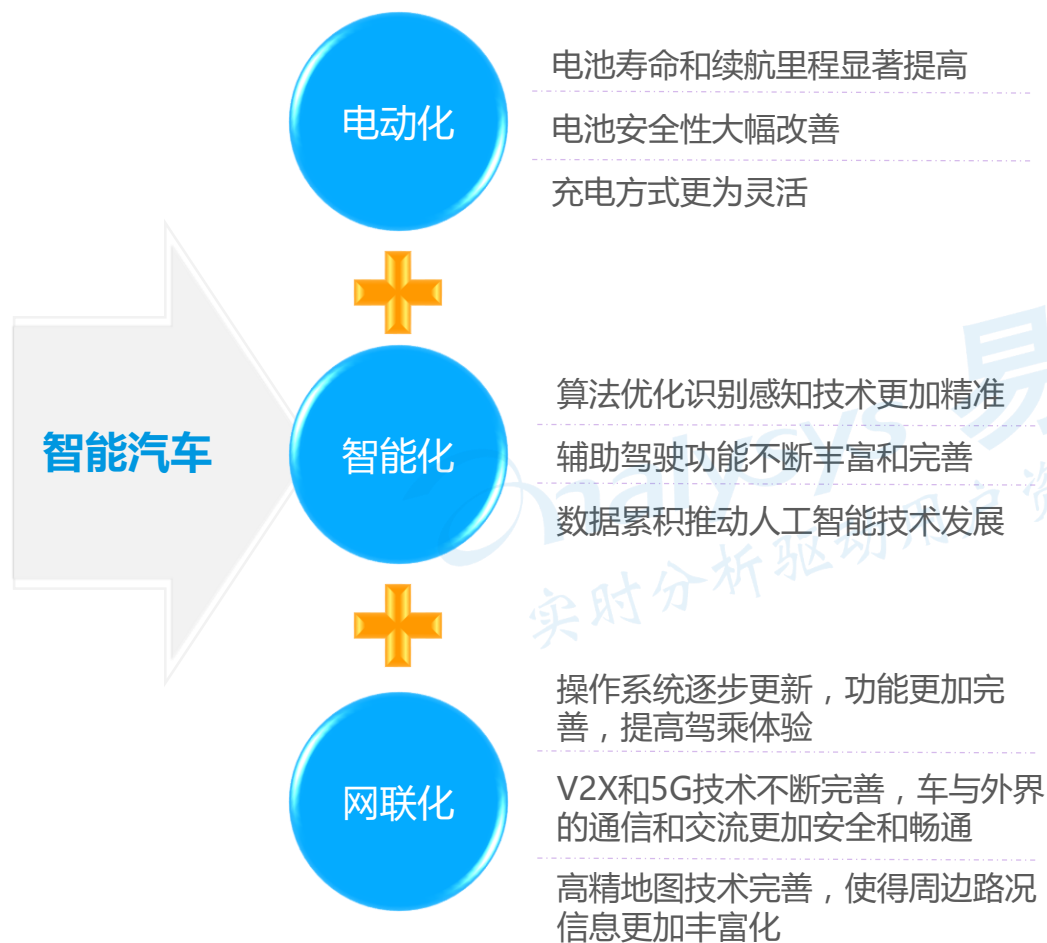 电动化
电池寿命和续航里程显著提高
电池安全性大幅改善
充电方式更为灵活
智能汽车
智能化
算法优化识别感知技术更加精准
辅助驾驶功能不断丰富和完善
数据累积推动人工智能技术发展
网联化
操作系统逐步更新，功能更加完
善，提高驾乘体验
V2X和5G技术不断完善，车与外界
的通信和交流更加安全和畅通
高精地图技术完善，使得周边路况
信息更加丰富化
analysys 易
实时分析驱动用户资